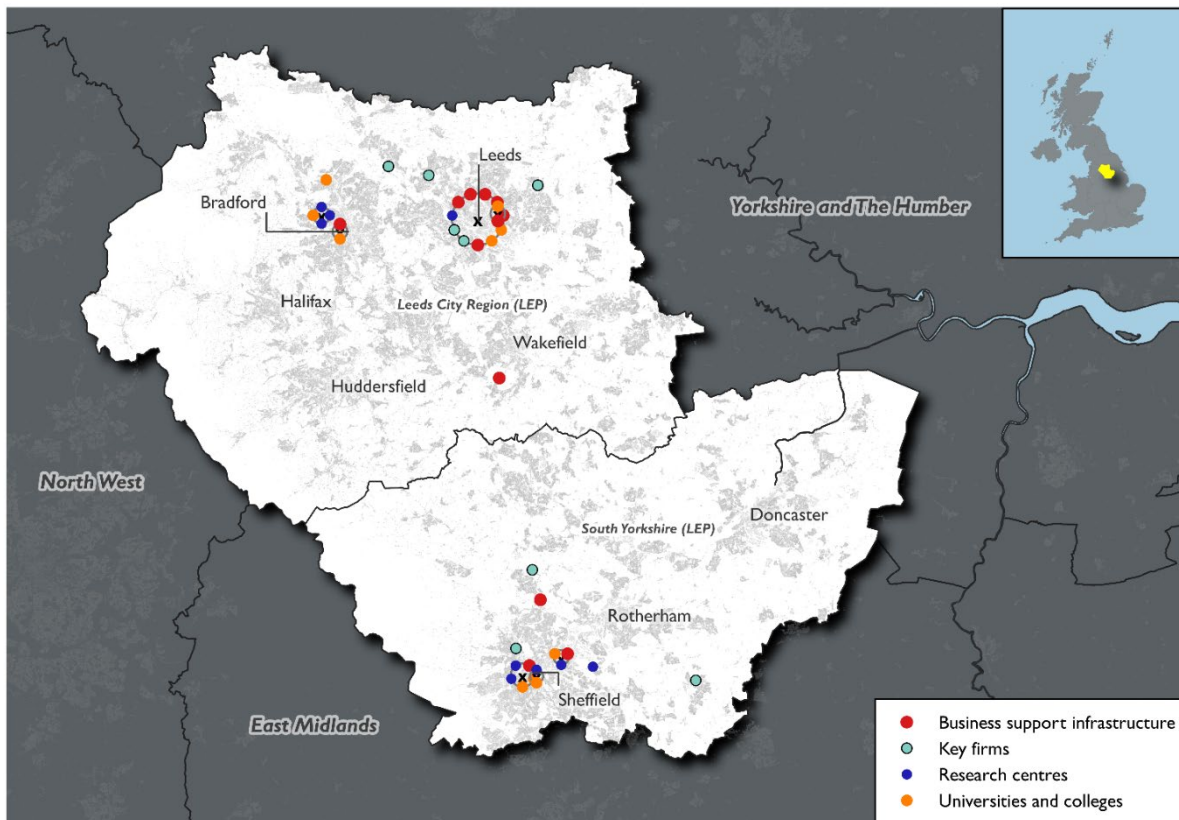 Leeds
Bradford
Yorkshire and The Humber
Halifax
Leeds City Region (LEP)
Wakefield
Huddersfield
North West
Doncaster
South Yorkshire (LEP)
Rotherham
Sheffield
East Midlands
Business support infrastructure
Key firms
Research centres
Universities and colleges